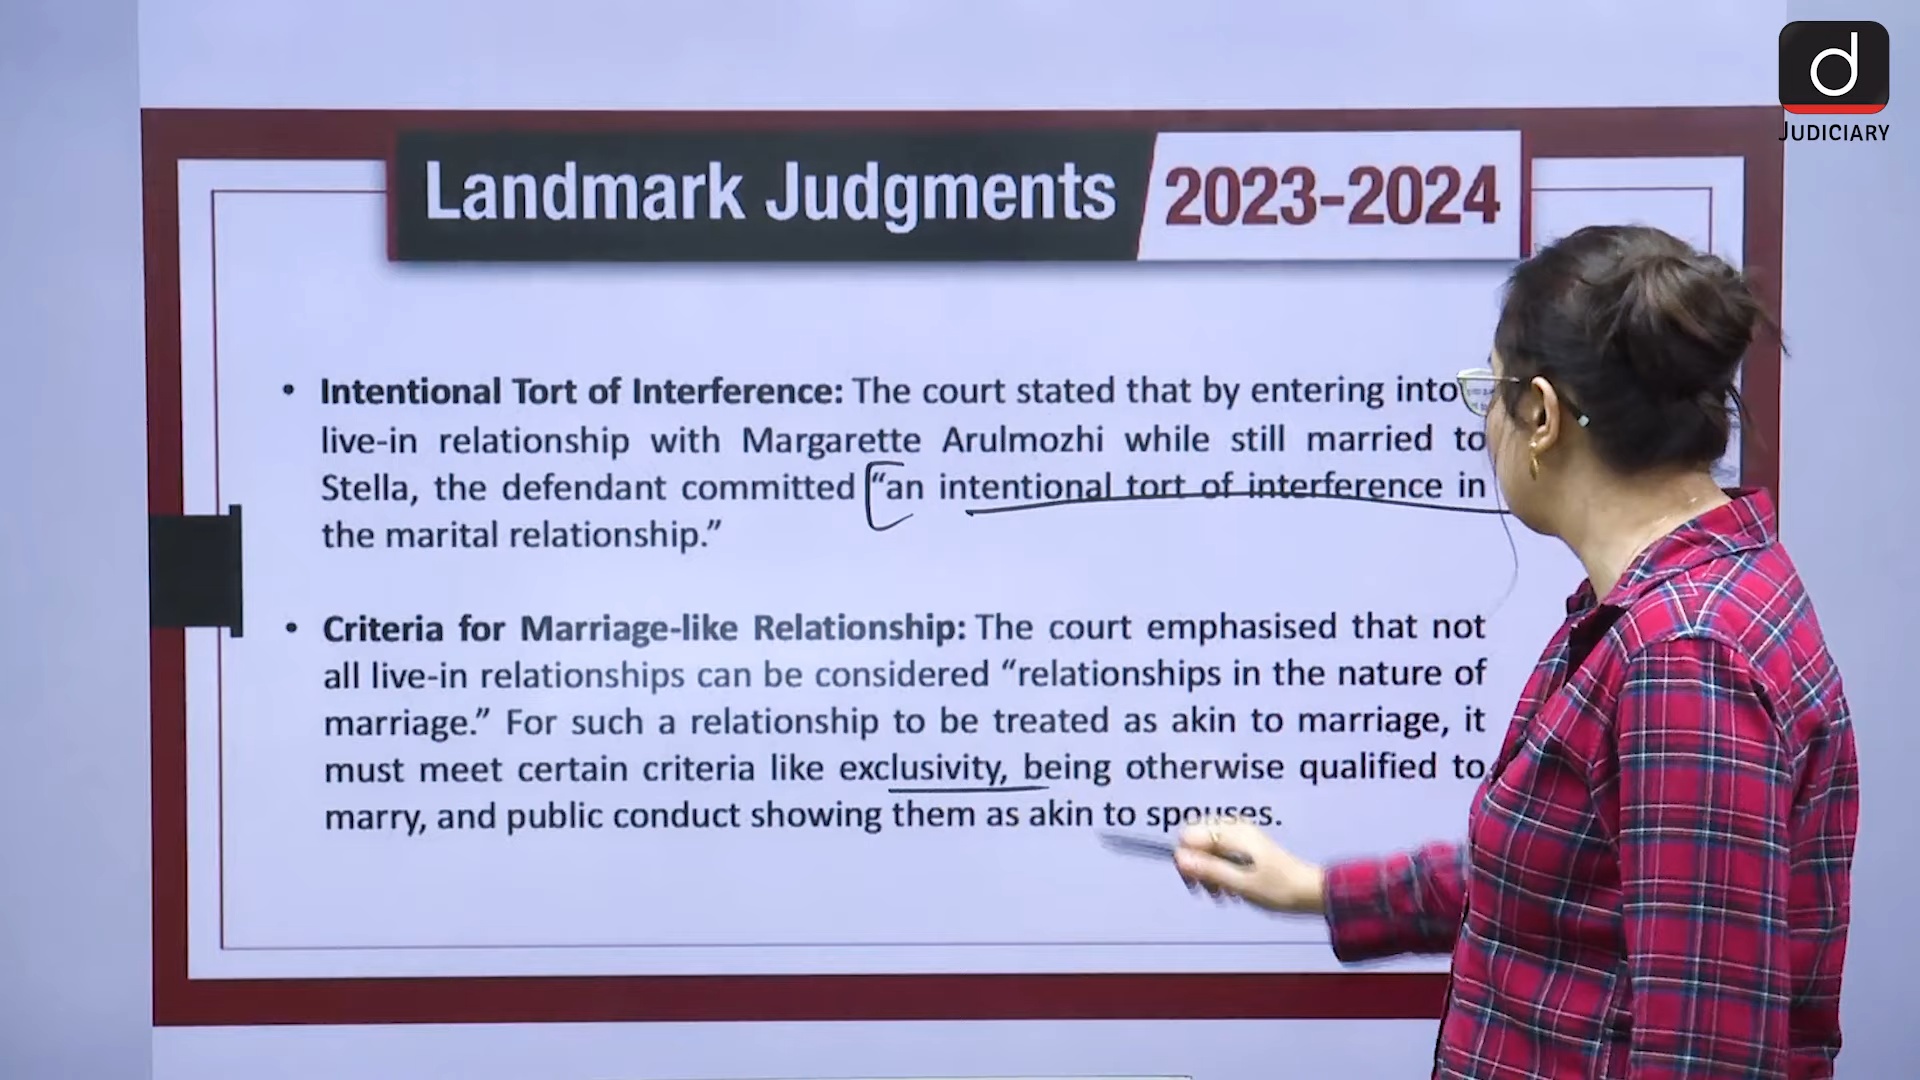 d
JUDICIARY
Landmark Judgments 2023-2024
• Intentional Tort of Interference: The court stated that by entering into
live-in relationship with Margarette Arulmozhi while still married to
Stella, the defendant committed “an intentional tort of interference in
the marital relationship.”
• Criteria for Marriage-like Relationship: The court emphasised that not
all live-in relationships can be considered “relationships in the nature of
marriage.” For such a relationship to be treated as akin to marriage, it
must meet certain criteria like exclusivity, being otherwise qualified to
marry, and public conduct showing them as akin to spouses.